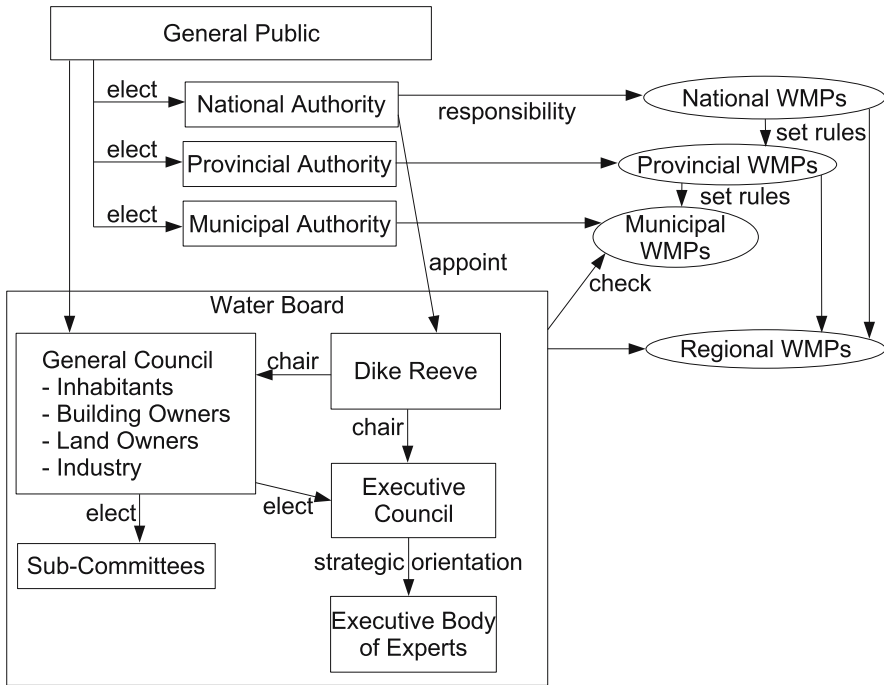 General Public
elect
National Authority
responsibility
National WMPs
set rules
elect
Provincial Authority
Provincial WMPs
set rules
elect
Municipal Authority
Municipal
WMPs
appoint
check
Water Board
General Council
- Inhabitants
- Building Owners
- Land Owners
- Industry
chair
Dike Reeve
Regional WMPs
chair
elect
elect
Executive
Council
Sub-Committees
strategic orientation
Executive Body
of Experts